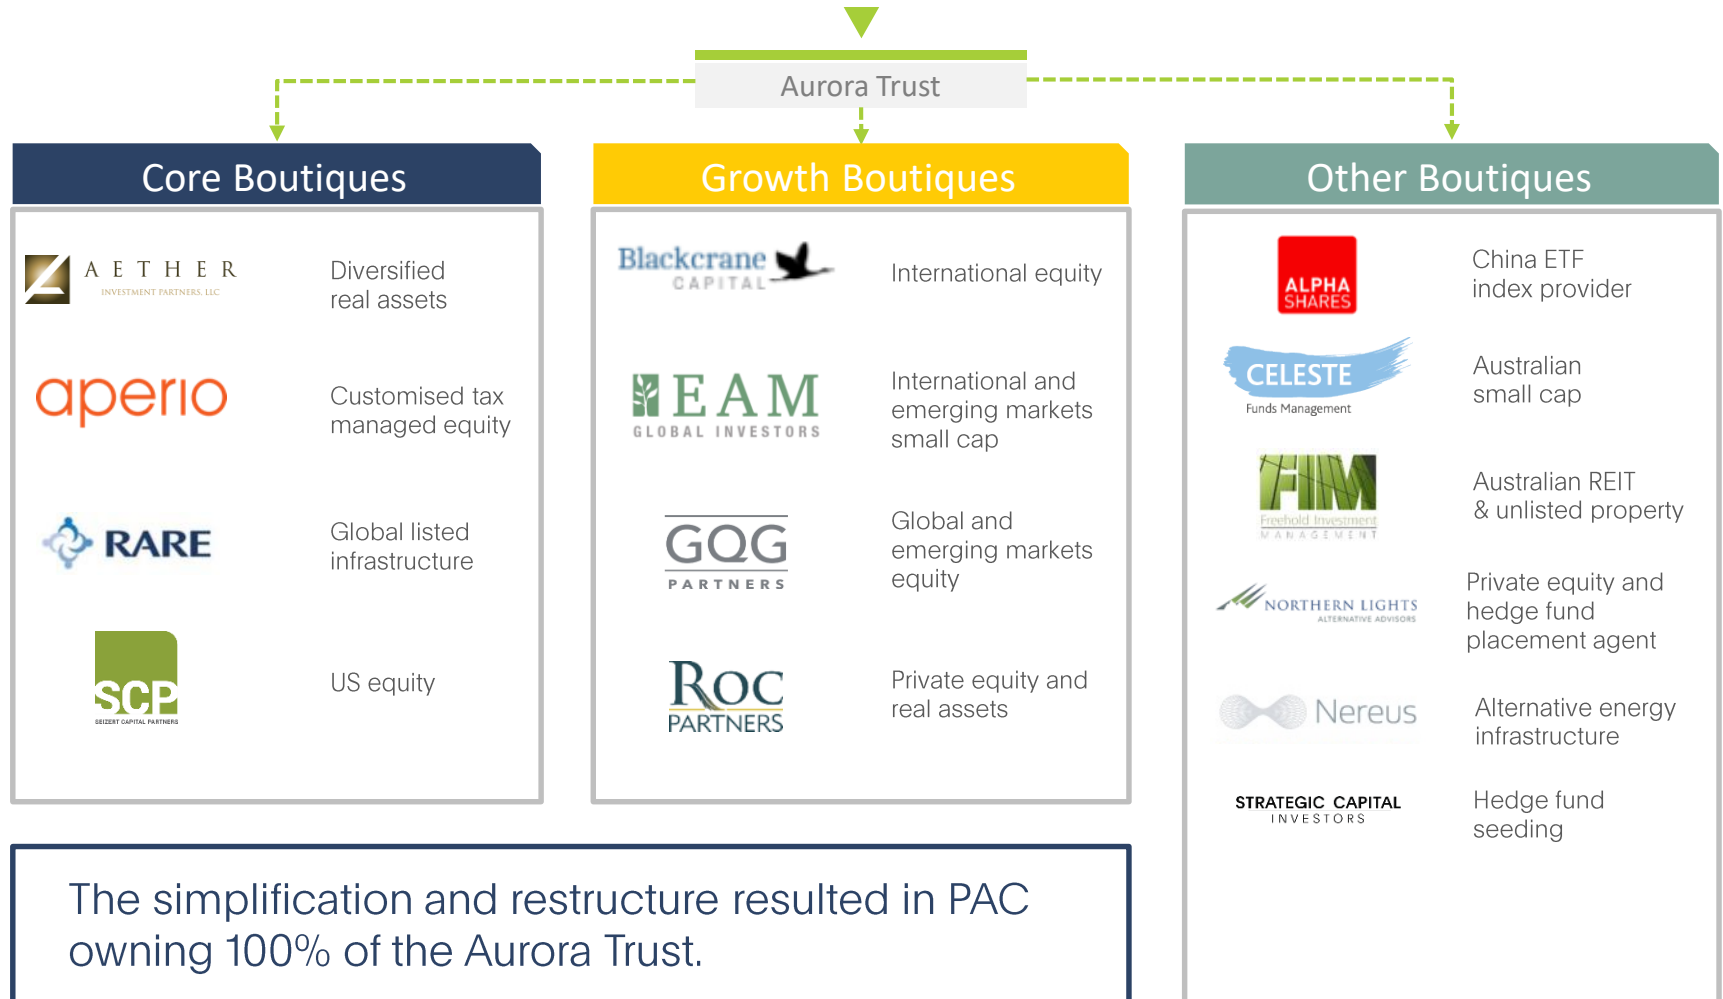 Aurora Trust
Core Boutiques
AETHER
INVESTMENT PARTNERS, LLC
Diversified
real assets
aperio
Customised tax
managed equity
RARE
Global listed
infrastructure
SCP
SEIZERT CAPITAL PARTNERS
US equity
Growth Boutiques
Blackcrane
CAPITAL
International equity
EAM
GLOBAL INVESTORS
International and
emerging markets
small cap
GQG
PARTNERS
Global and
emerging markets
equity
ROC
PARTNERS
Private equity and
real assets
Other Boutiques
ALPHA
SHARES
China ETF
index provider
CELESTE
Funds Management
Australian
small cap
FIM
Freehold Investment
MANAGEMENT
Australian REIT
& unlisted property
NORTHERN LIGHTS
ALTERNATIVE ADVISORS
Private equity and
hedge fund
placement agent
Nereus
Alternative energy
infrastructure
STRATEGIC CAPITAL
INVESTORS
Hedge fund
seeding
The simplification and restructure resulted in PAC
owning 100% of the Aurora Trust.